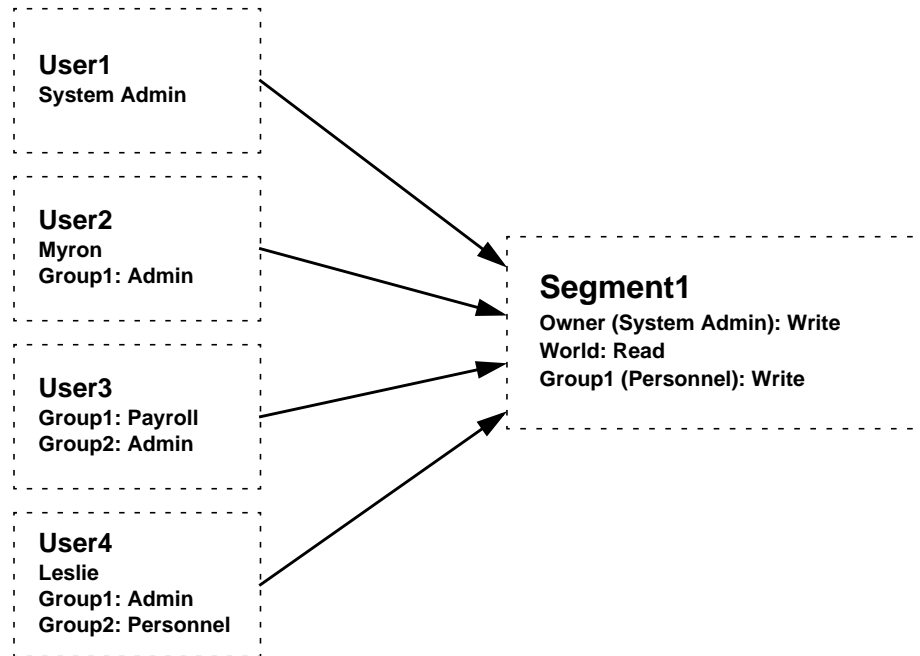 User1
System Admin
User2
Myron
Group1: Admin
User3
Group1: Payroll
Group2: Admin
User4
Leslie
Group1: Admin
Group2: Personnel
Segment1
Owner (System Admin): Write
World: Read
Group1 (Personnel): Write